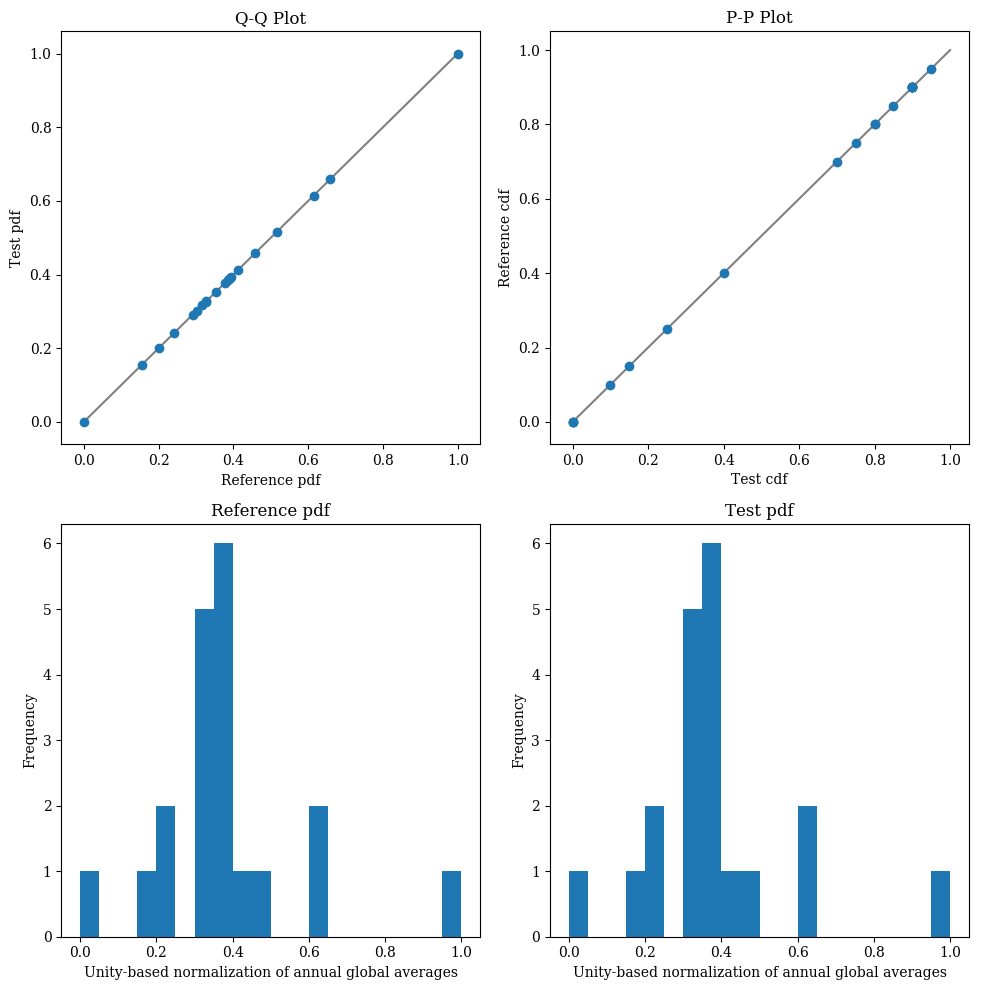 Q-Q Plot
1.0
0.8
0.6
0.4
0.2
0.0
Test pdf
0.0 0.2 0.4 0.6 0.8 1.0
Reference pdf
P-P Plot
1.0
0.8
0.6
0.4
0.2
0.0
Reference cdf
0.0 0.2 0.4 0.6 0.8 1.0
Test cdf
Reference pdf
6
5
4
3
2
1
0
Frequency
0.0 0.2 0.4 0.6 0.8 1.0
Unity-based normalization of annual global averages
Test pdf
6
5
4
3
2
1
0
Frequency
0.0 0.2 0.4 0.6 0.8 1.0
Unity-based normalization of annual global averages